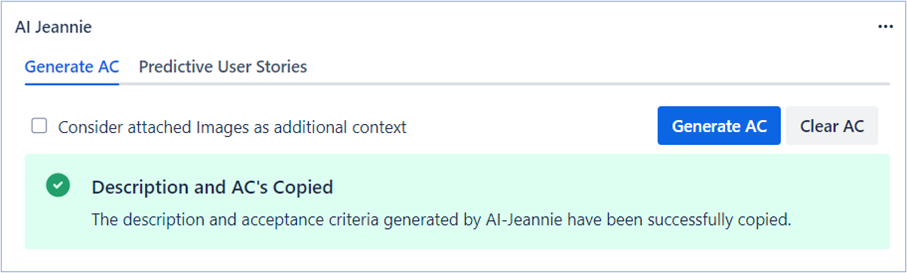 AI Jeannie
Generate AC Predictive User Stories
Consider attached Images as additional context Generate AC Clear AC
Description and AC's Copied
The description and acceptance criteria generated by AI-Jeannie have been successfully copied.